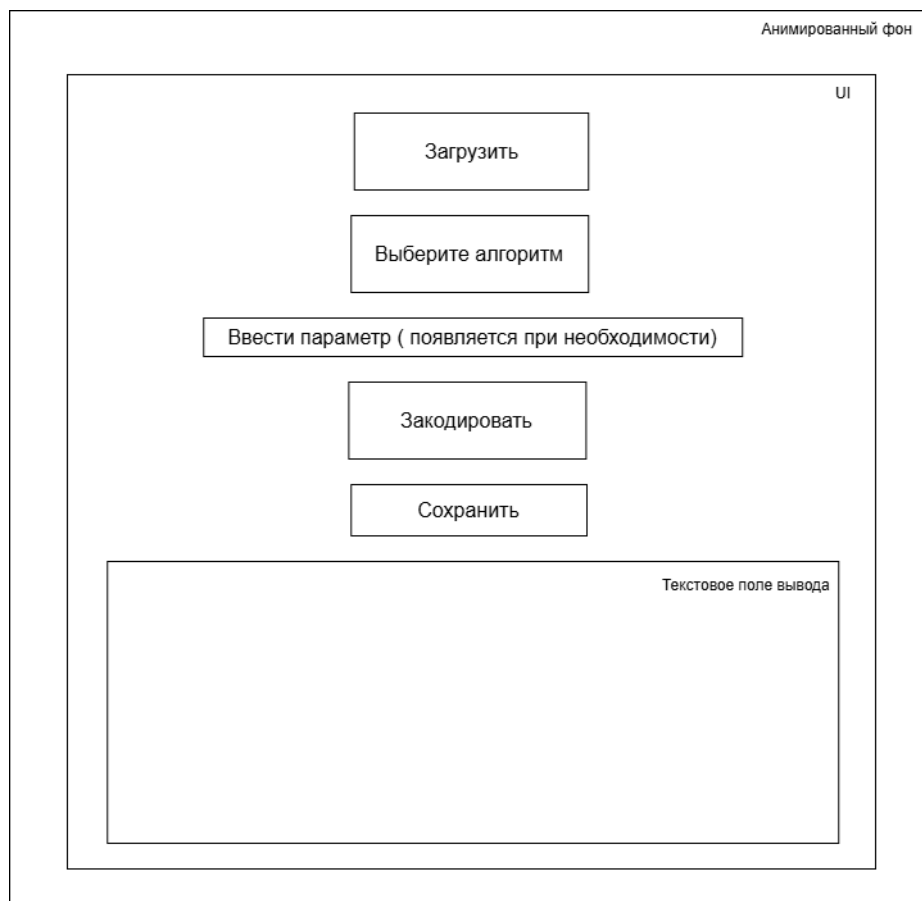 Анимированный фон
UI
Загрузить
Выберите алгоритм
Ввести параметр ( появляется при необходимости)
Закодировать
Сохранить
Текстовое поле вывода